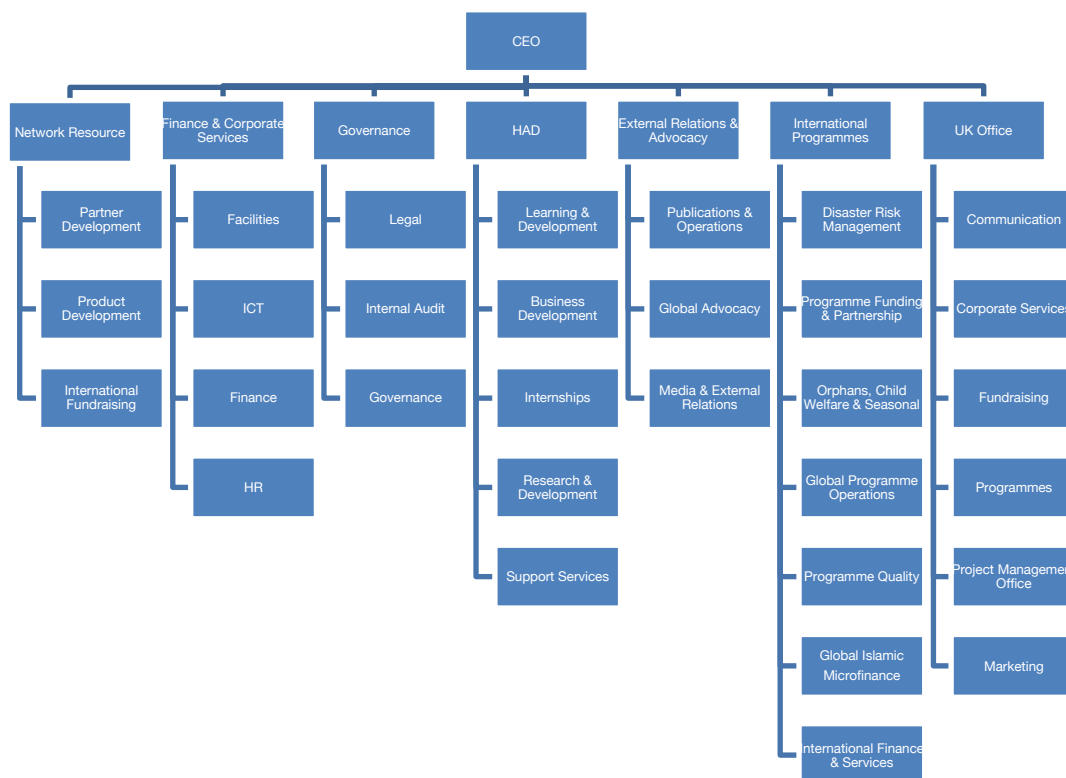 CEO
Network Resource
Finance & Corporate
Services
Governance
HAD
External Relations &
Advocacy
International
Programmes
UK Office
Partner
Development
Facilities
Legal
Learning &
Development
Publications &
Operations
Disaster Risk
Management
Communication
Product
Development
ICT
Internal Audit
Business
Development
Global Advocacy
Programme Funding
& Partnership
Corporate Services
International
Fundraising
Finance
Governance
Internships
Media & External
Relations
Orphans, Child
Welfare & Seasonal
Fundraising
HR
Research &
Development
Global Programme
Operations
Programmes
Support Services
Programme Quality
Project Management
Office
Global Islamic
Microfinance
Marketing
International Finance
& Services